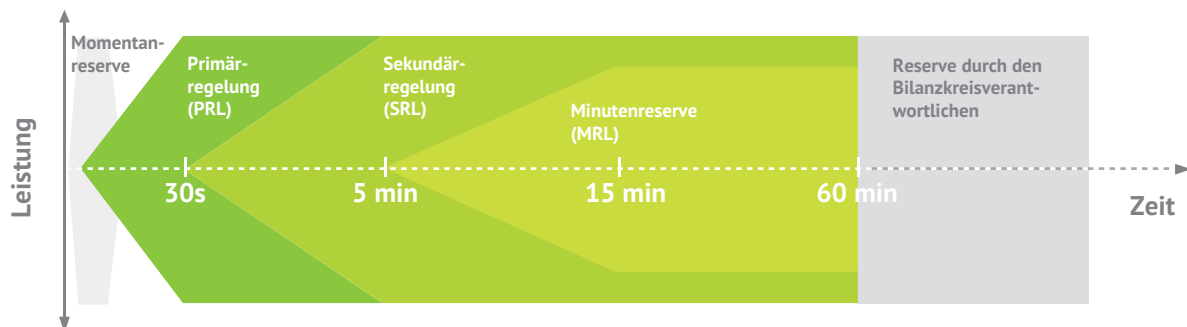 Momentan-
reserve
Primär-
regelung
(PRL)
Sekundär-
regelung
(SRL)
Minutenreserve
(MRL)
Reserve durch den
Bilanzkreisverant-
wortlichen
Leistung
30s
5 min
15 min
60 min
Zeit